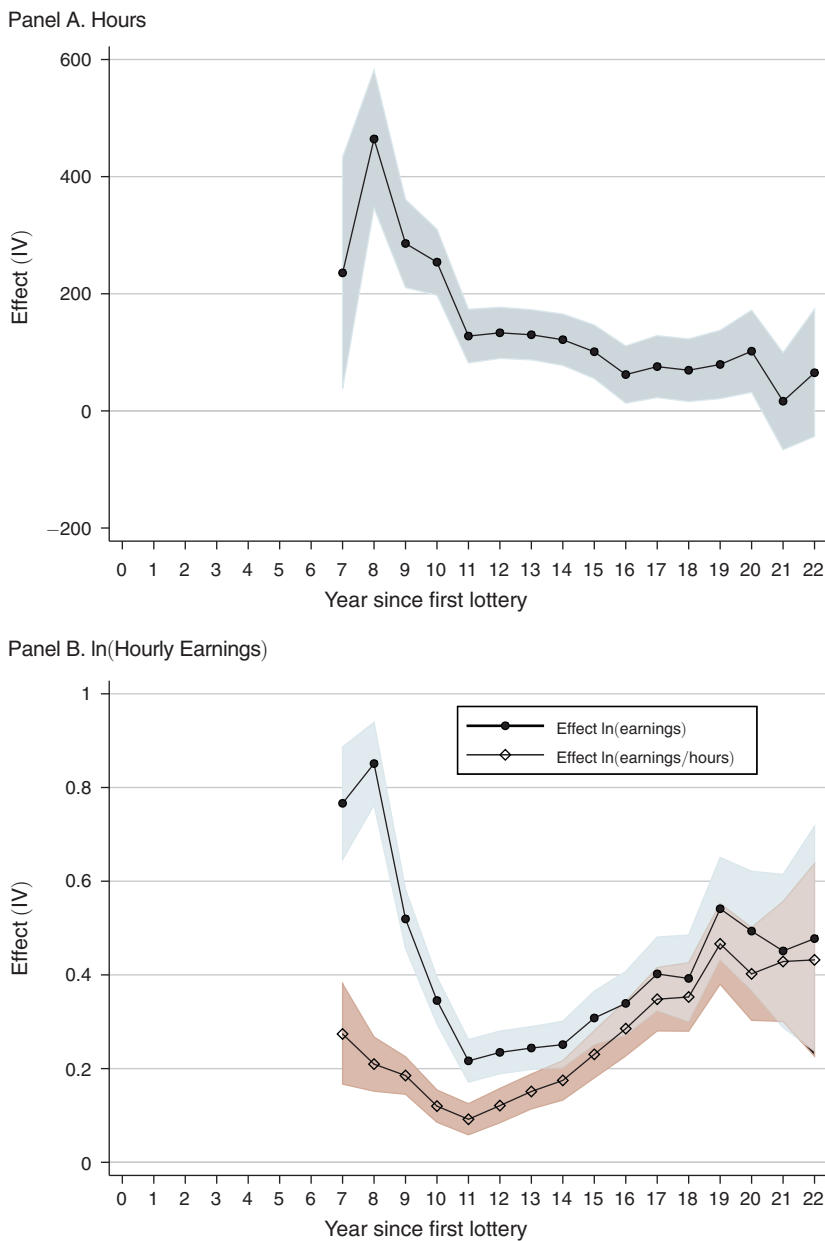 Panel A. Hours
600
400
200
0
−200
Effect (IV)
0 1 2 3 4 5 6 7 8 9 10 11 12 13 14 15 16 17 18 19 20 21 22
Year since first lottery
Panel B. ln(Hourly Earnings)
1
0.8
0.6
0.4
0.2
0
Effect (IV)
Effect ln(earnings)
Effect ln(earnings/hours)
0 1 2 3 4 5 6 7 8 9 10 11 12 13 14 15 16 17 18 19 20 21 22
Year since first lottery